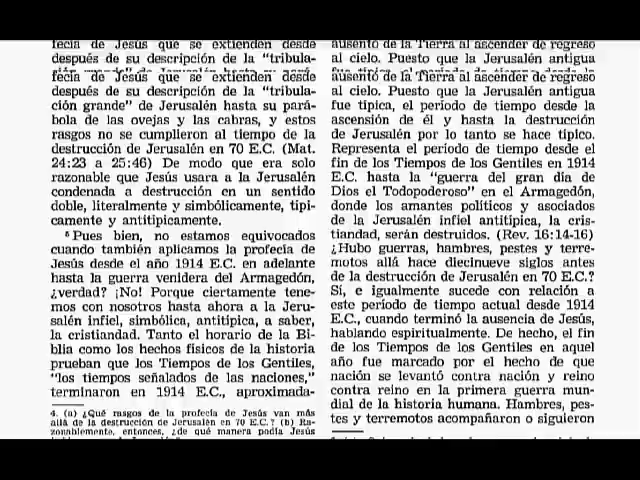 fecía de Jesús que se extienden desde
después de su descripción de la "tribula-
fecía de Jesús que se extienden desde
después de su descripción de la "tribula-
ción grande" de Jerusalén hasta su pará-
bola de las ovejas y las cabras, y estos
rasgos no se cumplieron al tiempo de la
destrucción de Jerusalén en 70 E.C. (Mat.
24:23 a 25:46) De modo que era solo
razonable que Jesús usara a la Jerusalén
condenada a destrucción en un sentido
doble, literalmente y simbólicamente, típi-
camente y antitípicamente.
⁵ Pues bien, no estamos equivocados
cuando también aplicamos la profecía de
Jesús desde el año 1914 E.C. en adelante
hasta la guerra venidera del Armagedón,
¿verdad? ¡No! Porque ciertamente tene-
mos con nosotros hasta ahora a la Jeru-
salén infiel, simbólica, antitípica, a saber,
la cristiandad. Tanto el horario de la Bi-
blia como los hechos físicos de la historia
prueban que los Tiempos de los Gentiles,
"los tiempos señalados de las naciones,"
terminaron en 1914 E.C., aproximada-
4. (a) ¿Qué rasgos de la profecía de Jesús van más
allá de la destrucción de Jerusalén en 70 E.C.? (b) Ra-
zonablemente, entonces, ¿de qué manera podía Jesús
ausentó de la Tierra al ascender de regreso
al cielo. Puesto que la Jerusalén antigua
ausentó de la Tierra al ascender de regreso
al cielo. Puesto que la Jerusalén antigua
fue típica, el período de tiempo desde la
ascensión de él y hasta la destrucción
de Jerusalén por lo tanto se hace típico.
Representa el período de tiempo desde el
fin de los Tiempos de los Gentiles en 1914
E.C. hasta la "guerra del gran día de
Dios el Todopoderoso" en el Armagedón,
donde los amantes políticos y asociados
de la Jerusalén infiel antitípica, la cris-
tiandad, serán destruidos. (Rev. 16:14-16)
¿Hubo guerras, hambres, pestes y terre-
motos allá hace diecinueve siglos antes
de la destrucción de Jerusalén en 70 E.C.?
Sí, e igualmente sucede con relación a
este período de tiempo actual desde 1914
E.C., cuando terminó la ausencia de Jesús,
hablando espiritualmente. De hecho, el fin
de los Tiempos de los Gentiles en aquel
año fue marcado por el hecho de que
nación se levantó contra nación y reino
contra reino en la primera guerra mun-
dial de la historia humana. Hambres, pes-
tes y terremotos acompañaron o siguieron